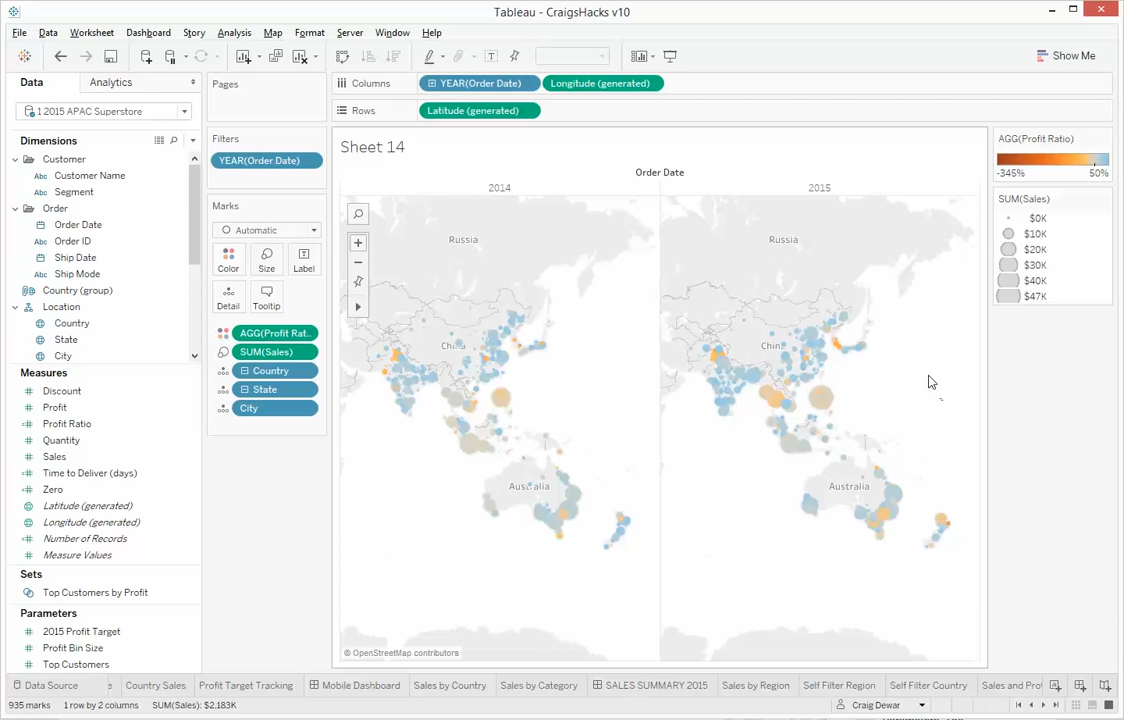 Tableau - CraigsHacks v10
File Data Worksheet Dashboard Story Analysis Map Format Server Window Help
Show Me
Data Analytics
1 2015 APAC Superstore
Dimensions
Customer
Abc Customer Name
Abc Segment
Order
Order Date
Abc Order ID
Ship Date
Abc Ship Mode
Country (group)
Location
Country
State
City
Measures
Discount
Profit
Profit Ratio
Quantity
Sales
Time to Deliver (days)
Zero
Latitude (generated)
Longitude (generated)
Number of Records
Measure Values
Sets
Top Customers by Profit
Parameters
2015 Profit Target
Profit Bin Size
Top Customers
Pages
Filters
YEAR(Order Date)
Marks
Automatic
Color Size Label
Detail Tooltip
AGG(Profit Rat..
SUM(Sales)
Country
State
City
Columns YEAR(Order Date) Longitude (generated)
Rows Latitude (generated)
Sheet 14
Order Date
2014 2015
Russia
China
Australia
Russia
Australia
© OpenStreetMap contributors
AGG(Profit Ratio)
-345% 50%
SUM(Sales)
$0K
$10K
$20K
$30K
$40K
$47K
Data Source Country Sales Profit Target Tracking Mobile Dashboard Sales by Country Sales by Category SALES SUMMARY 2015 Sales by Region Self Filter Region Self Filter Country Sales and Prof
935 marks 1 row by 2 columns SUM(Sales): $2,183K Craig Dewar